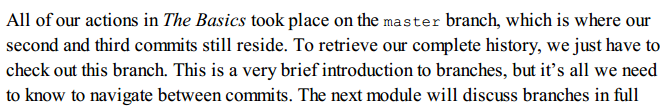 All of our actions in The Basics took place on the master branch, which is where our
second and third commits still reside. To retrieve our complete history, we just have to
check out this branch. This is a very brief introduction to branches, but it’s all we need
to know to navigate between commits. The next module will discuss branches in full